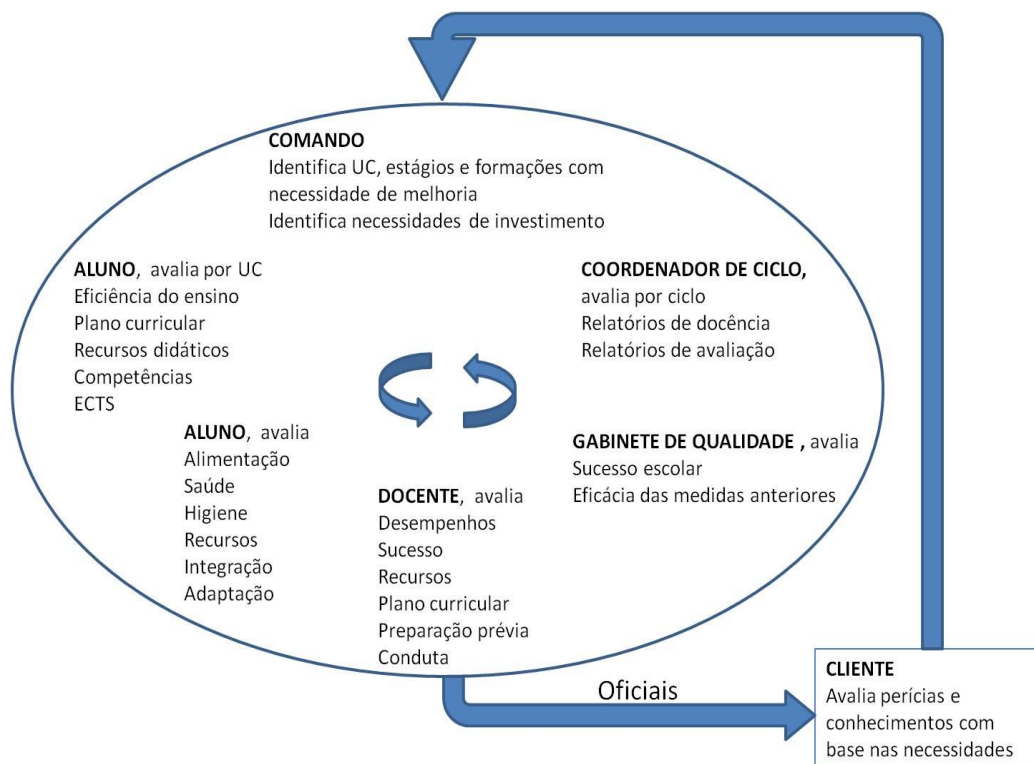 COMANDO
Identifica UC, estágios e formações com
necessidade de melhoria
Identifica necessidades de investimento
ALUNO, avalia por UC
Eficiência do ensino
Plano curricular
Recursos didáticos
Competências
ECTS
COORDENADOR DE CICLO,
avalia por ciclo
Relatórios de docência
Relatórios de avaliação
ALUNO, avalia
Alimentação
Saúde
Higiene
Recursos
Integração
Adaptação
DOCENTE, avalia
Desempenhos
Sucesso
Recursos
Plano curricular
Preparação prévia
Conduta
GABINETE DE QUALIDADE , avalia
Sucesso escolar
Eficácia das medidas anteriores
Oficiais
CLIENTE
Avalia perícias e
conhecimentos com
base nas necessidades